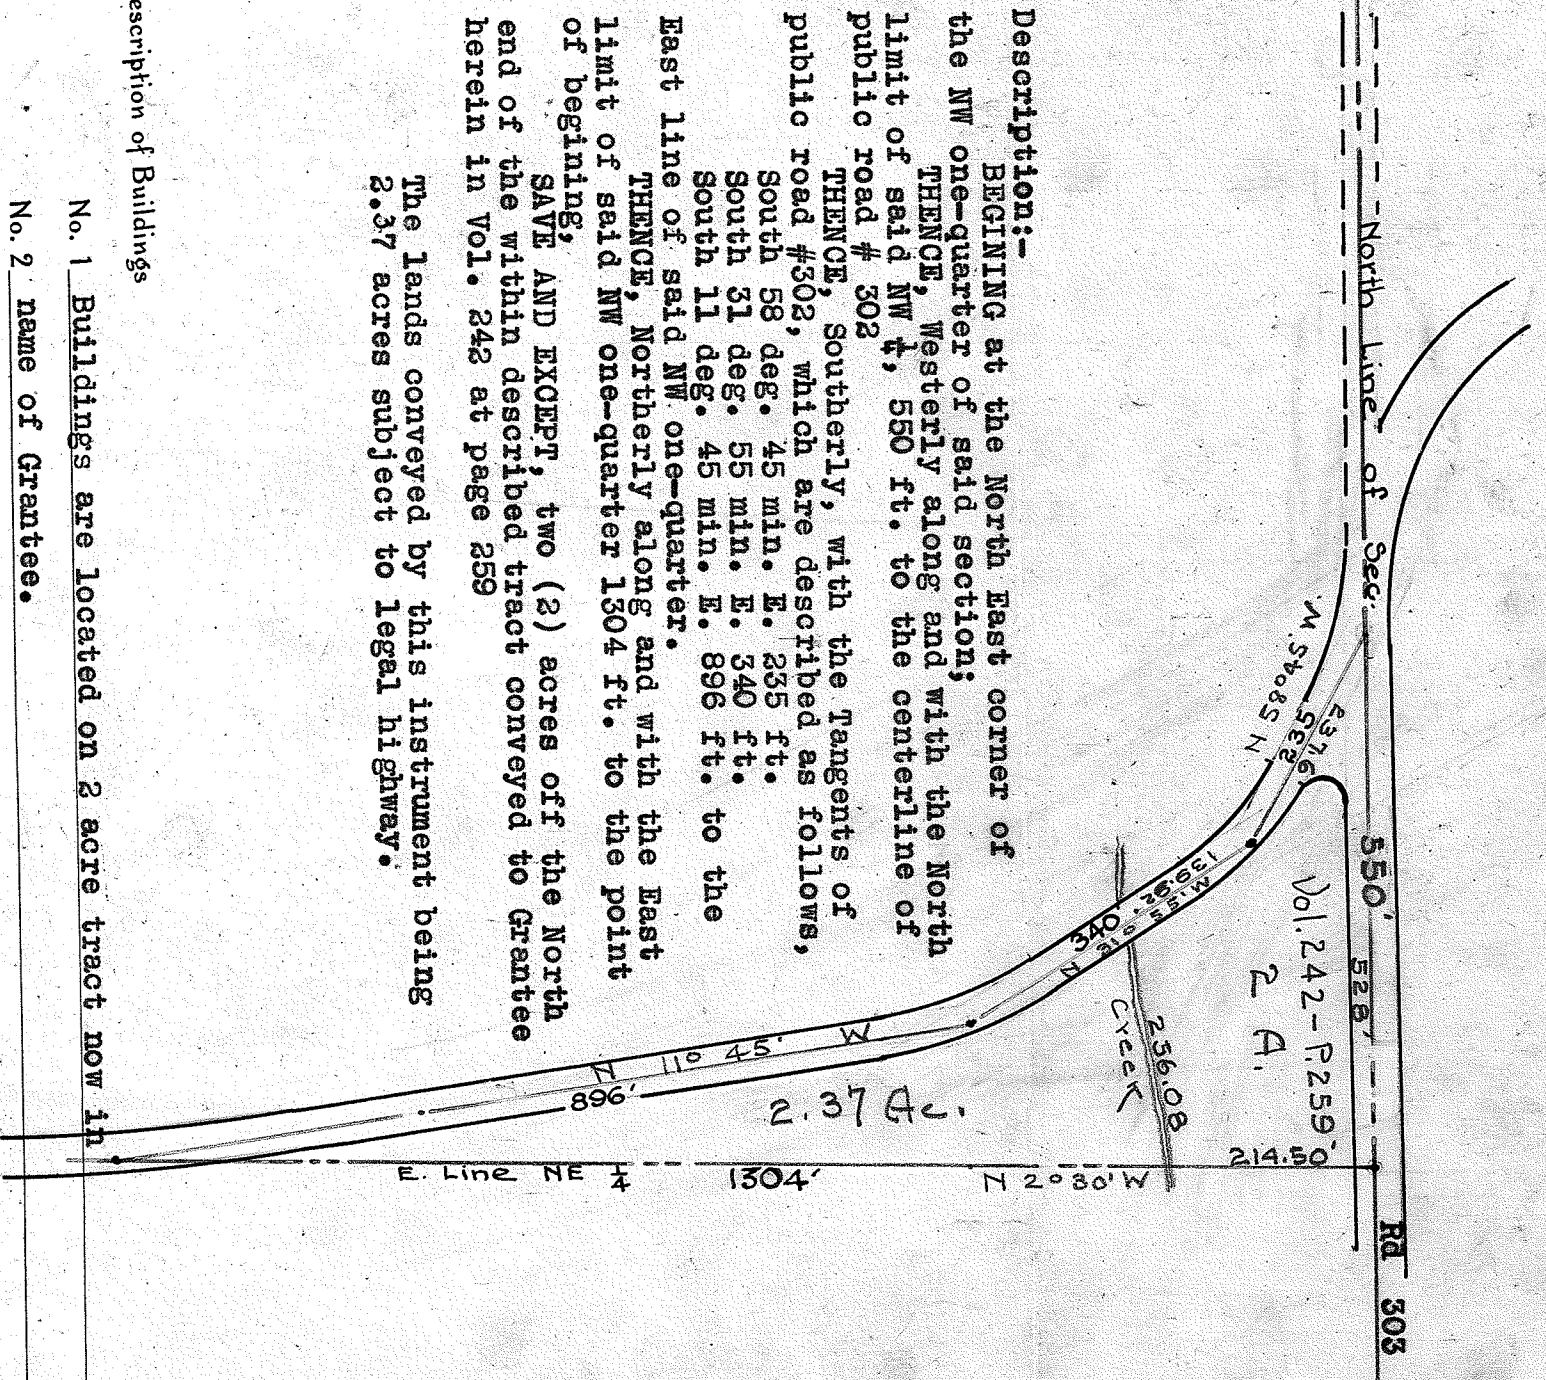 North Line of Sec.
550'
528'
Rd 303
Vol. 242-P.259
2 A.
214.50'
N 58°45' W
235
237.6
139.92'
340
N 31° 55' W
256.08
Creek
N 2°30' W
2.37 Ac.
1304'
N 11° 45' W
896'
E. Line NE 1/4
Description:-
BEGINING at the North East corner of
the NW one-quarter of said section;
THENCE, Westerly along and with the North
limit of said NW ¼, 550 ft. to the centerline of
public road # 302
THENCE, Southerly, with the Tangents of
public road #302, which are described as follows,
South 58 deg. 45 min. E. 235 ft.
South 31 deg. 55 min. E. 340 ft.
South 11 deg. 45 min. E. 896 ft. to the
East line of said NW one-quarter.
THENCE, Northerly along and with the East
limit of said NW one-quarter 1304 ft. to the point
of begining,
SAVE AND EXCEPT, two (2) acres off the North
end of the within described tract conveyed to Grantee
herein in Vol. 242 at page 259
The lands conveyed by this instrument being
2.37 acres subject to legal highway.
escription of Buildings
No. 1 Buildings are located on 2 acre tract now in
No. 2 name of Grantee.